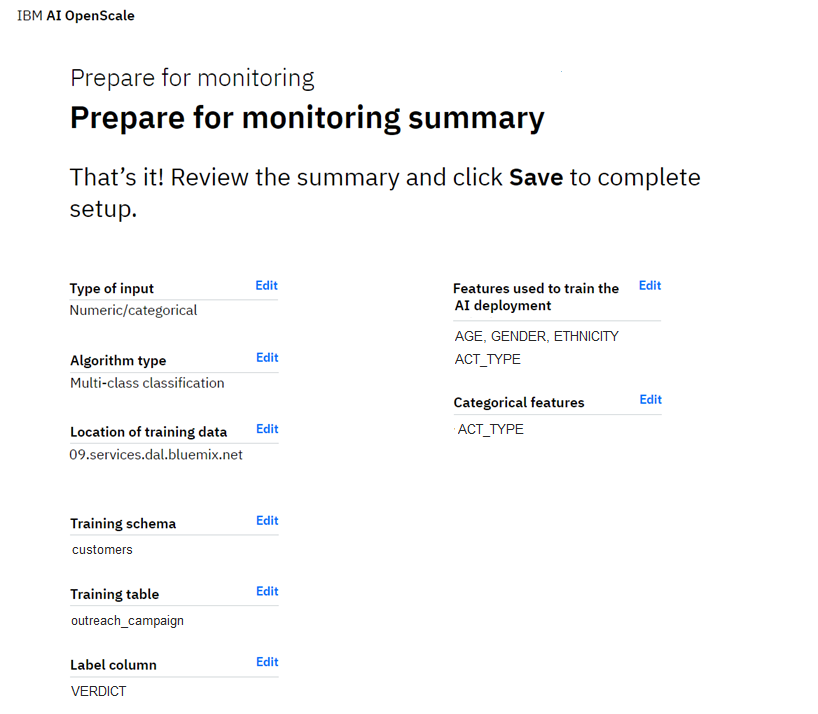 IBM AI OpenScale
Prepare for monitoring
Prepare for monitoring summary
That's it! Review the summary and click Save to complete
setup.
Type of input Edit
Numeric/categorical
Algorithm type Edit
Multi-class classification
Location of training data Edit
09.services.dal.bluemix.net
Training schema Edit
customers
Training table Edit
outreach_campaign
Label column Edit
VERDICT
Features used to train the Edit
AI deployment
AGE, GENDER, ETHNICITY
ACT_TYPE
Categorical features Edit
ACT_TYPE